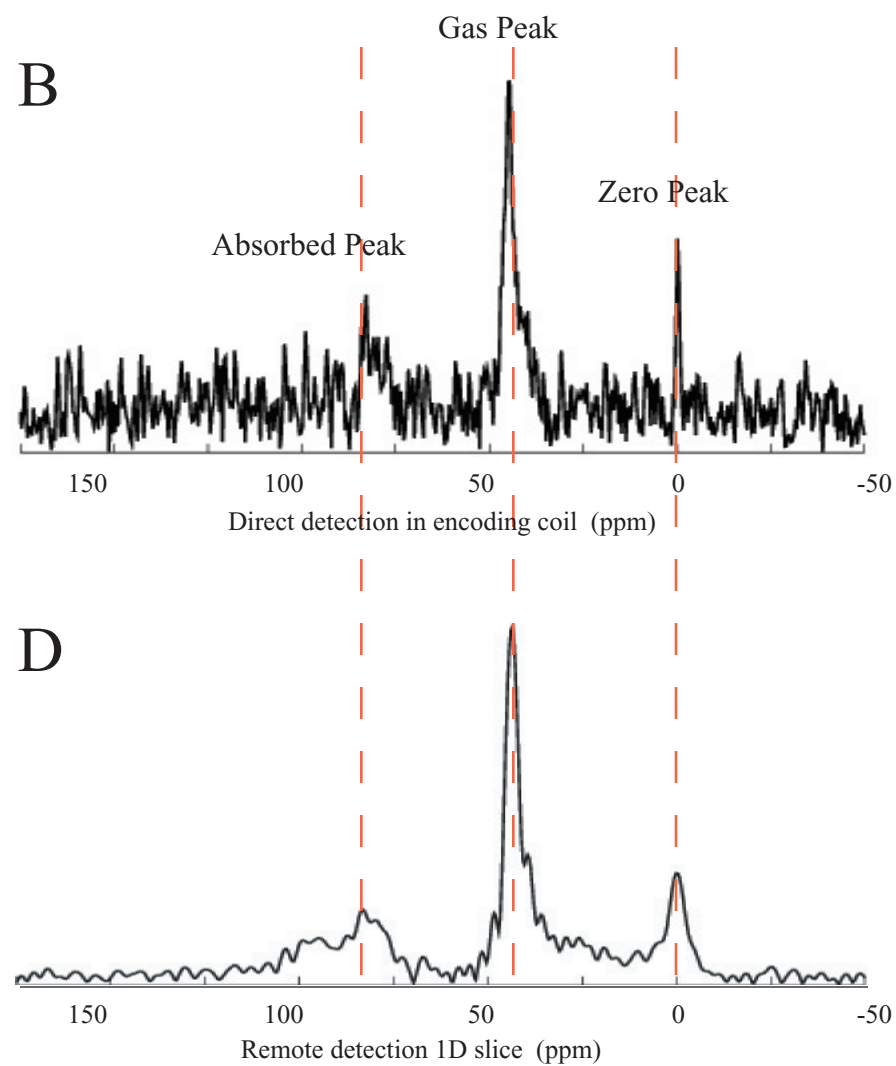 Gas Peak
B
Zero Peak
Absorbed Peak
150 100 50 0 -50
Direct detection in encoding coil (ppm)
D
150 100 50 0 -50
Remote detection 1D slice (ppm)